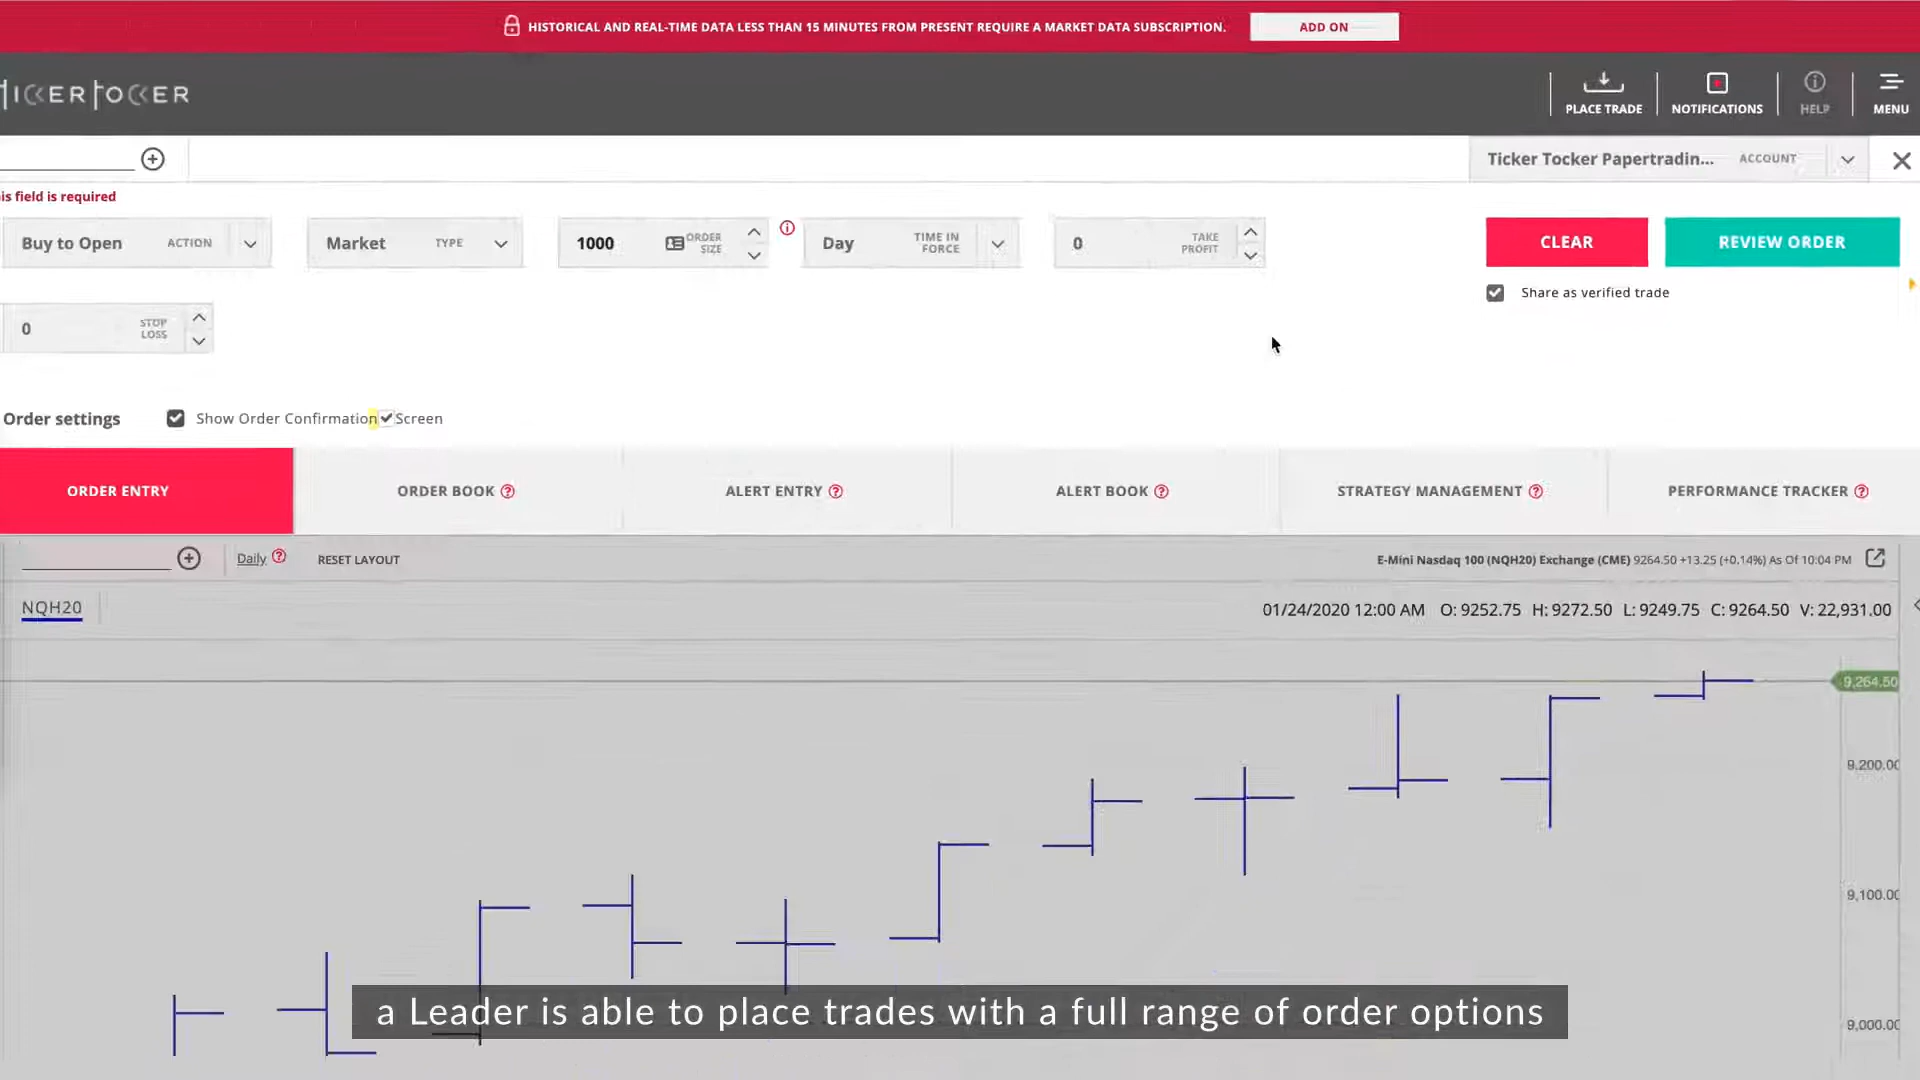 HISTORICAL AND REAL-TIME DATA LESS THAN 15 MINUTES FROM PRESENT REQUIRE A MARKET DATA SUBSCRIPTION. ADD ON
TICKER TOCKER
PLACE TRADE NOTIFICATIONS HELP MENU
Ticker Tocker Papertradin... ACCOUNT
is field is required
Buy to Open ACTION Market TYPE 1000 ORDER SIZE Day TIME IN FORCE 0 TAKE PROFIT CLEAR REVIEW ORDER
Share as verified trade
0 STOP LOSS
Order settings Show Order Confirmation Screen
ORDER ENTRY ORDER BOOK ALERT ENTRY ALERT BOOK STRATEGY MANAGEMENT PERFORMANCE TRACKER
Daily RESET LAYOUT E-Mini Nasdaq 100 (NQH20) Exchange (CME) 9264.50 +13.25 (+0.14%) As Of 10:04 PM
NQH20 01/24/2020 12:00 AM O: 9252.75 H: 9272.50 L: 9249.75 C: 9264.50 V: 22,931.00
9,264.50
9,200.00
9,100.00
9,000.00
a Leader is able to place trades with a full range of order options